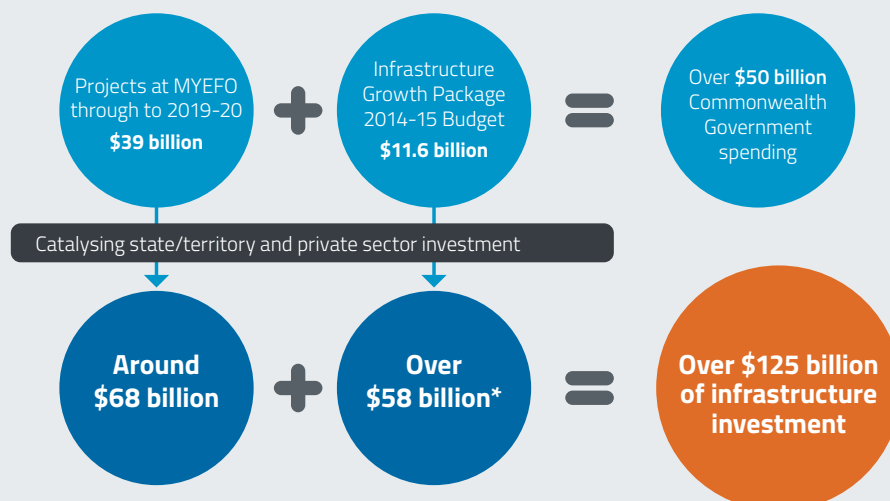 Projects at MYEFO
through to 2019-20
$39 billion
Infrastructure
Growth Package
2014-15 Budget
$11.6 billion
Over $50 billion
Commonwealth
Government
spending
Catalysing state/territory and private sector investment
Around
$68 billion
Over
$58 billion*
Over $125 billion
of infrastructure
investment